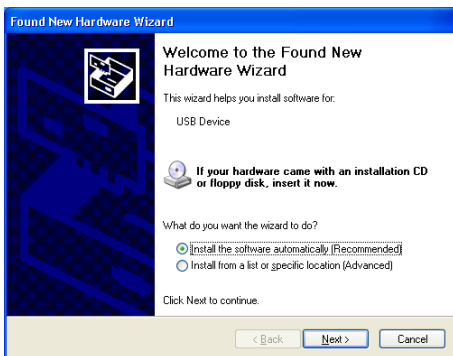 Found New Hardware Wizard
Welcome to the Found New
Hardware Wizard
This wizard helps you install software for:
USB Device
If your hardware came with an installation CD
or floppy disk, insert it now.
What do you want the wizard to do?
Install the software automatically (Recommended)
Install from a list or specific location (Advanced)
Click Next to continue.
< Back Next > Cancel